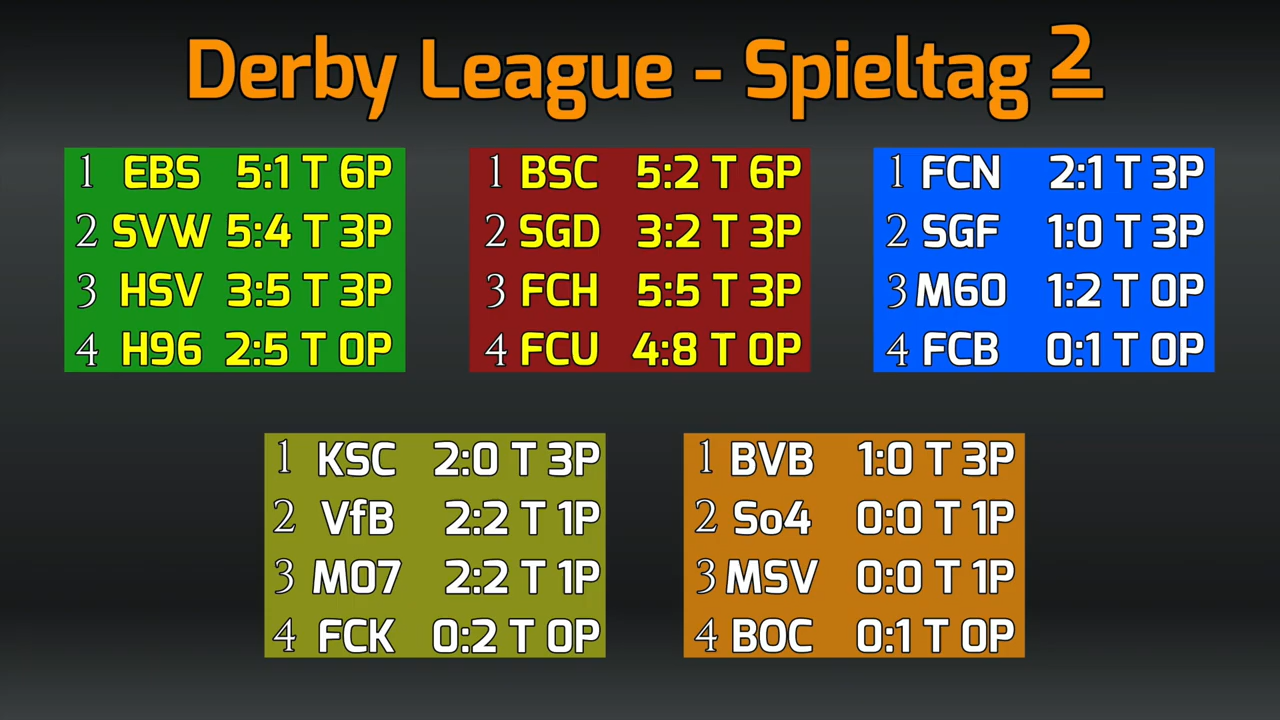 Derby League - Spieltag 2
1 EBS 5:1 T 6P
2 SVW 5:4 T 3P
3 HSV 3:5 T 3P
4 H96 2:5 T 0P
1 BSC 5:2 T 6P
2 SGD 3:2 T 3P
3 FCH 5:5 T 3P
4 FCU 4:8 T 0P
1 FCN 2:1 T 3P
2 SGF 1:0 T 3P
3 M60 1:2 T 0P
4 FCB 0:1 T 0P
1 KSC 2:0 T 3P
2 VfB 2:2 T 1P
3 M07 2:2 T 1P
4 FCK 0:2 T 0P
1 BVB 1:0 T 3P
2 So4 0:0 T 1P
3 MSV 0:0 T 1P
4 BOC 0:1 T 0P